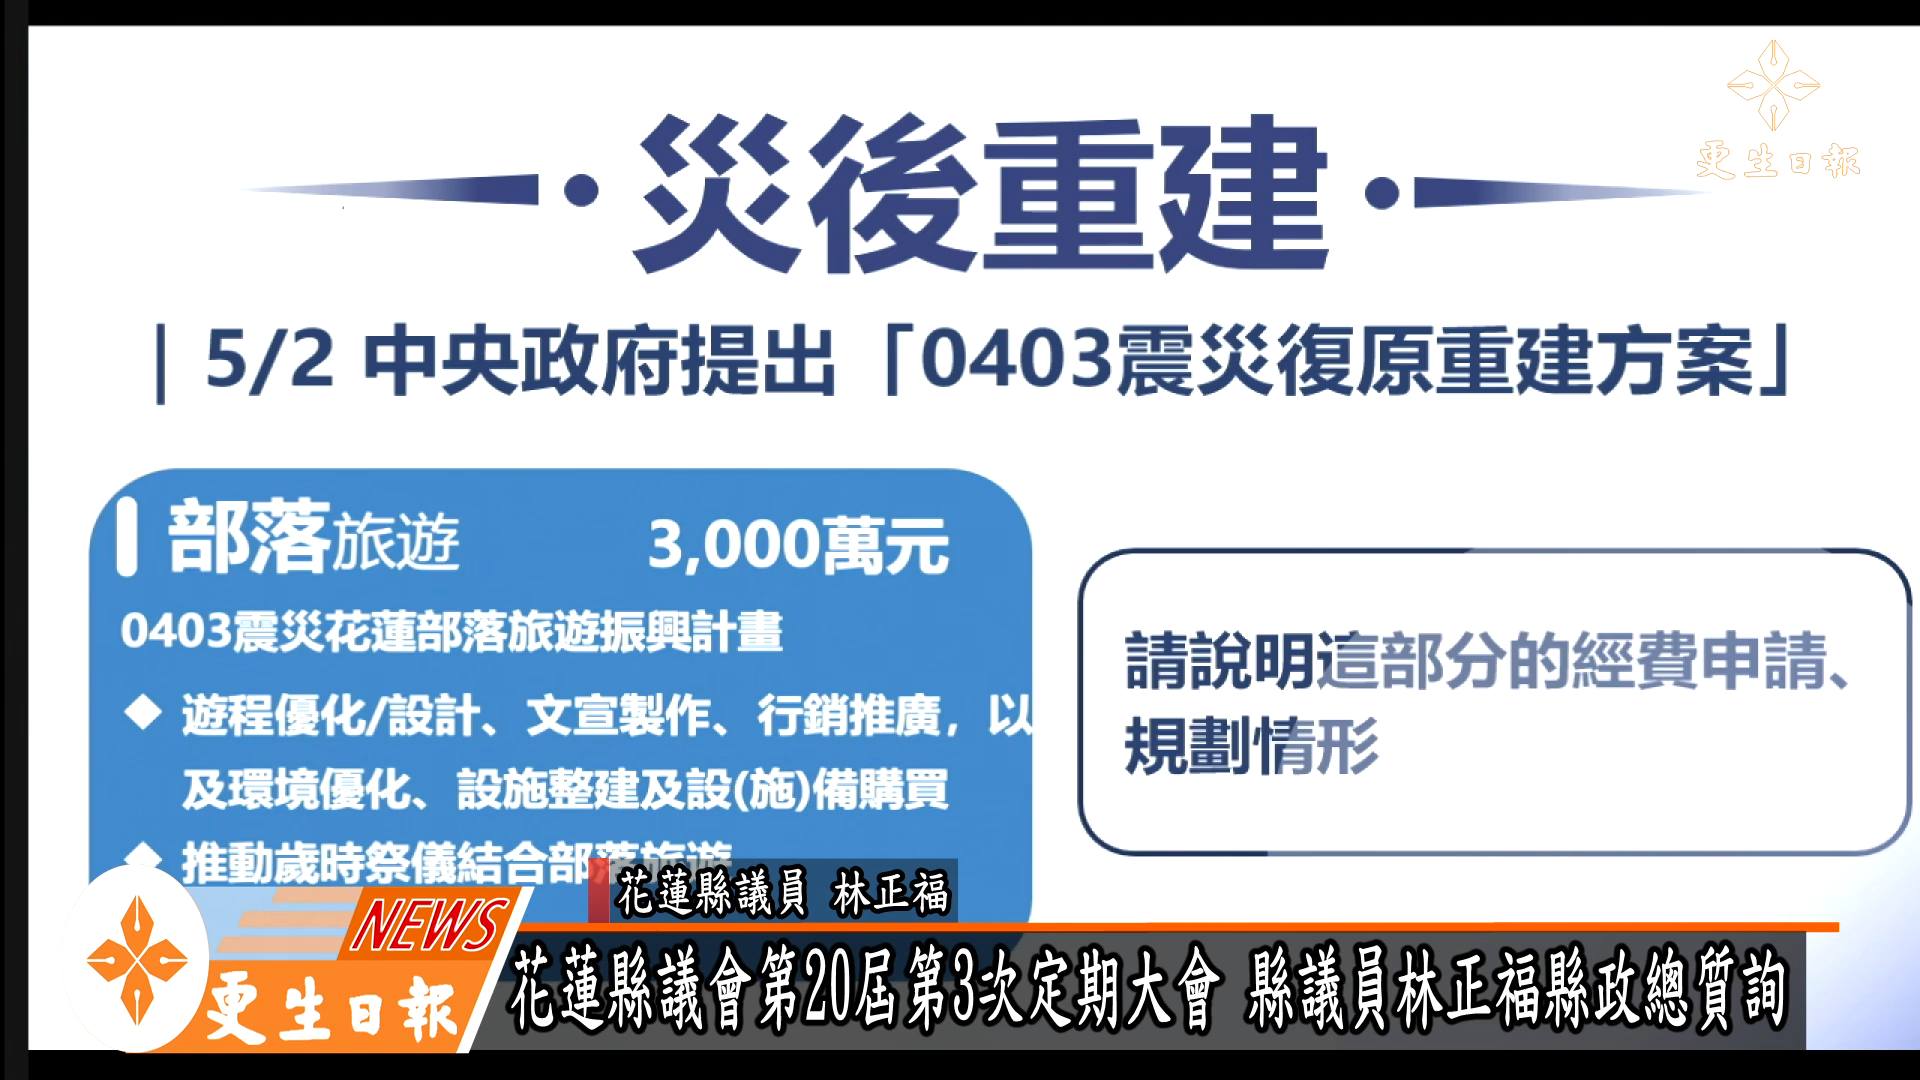 災後重建
更生日報
｜5/2 中央政府提出「0403震災復原重建方案」
部落旅遊 3,000萬元
0403震災花蓮部落旅遊振興計畫
◆ 遊程優化/設計、文宣製作、行銷推廣，以
及環境優化、設施整建及設(施)備購買
◆ 推動歲時祭儀結合部落旅遊
請說明這部分的經費申請、
規劃情形
花蓮縣議員 林正福
NEWS
更生日報
花蓮縣議會第20屆第3次定期大會 縣議員林正福縣政總質詢